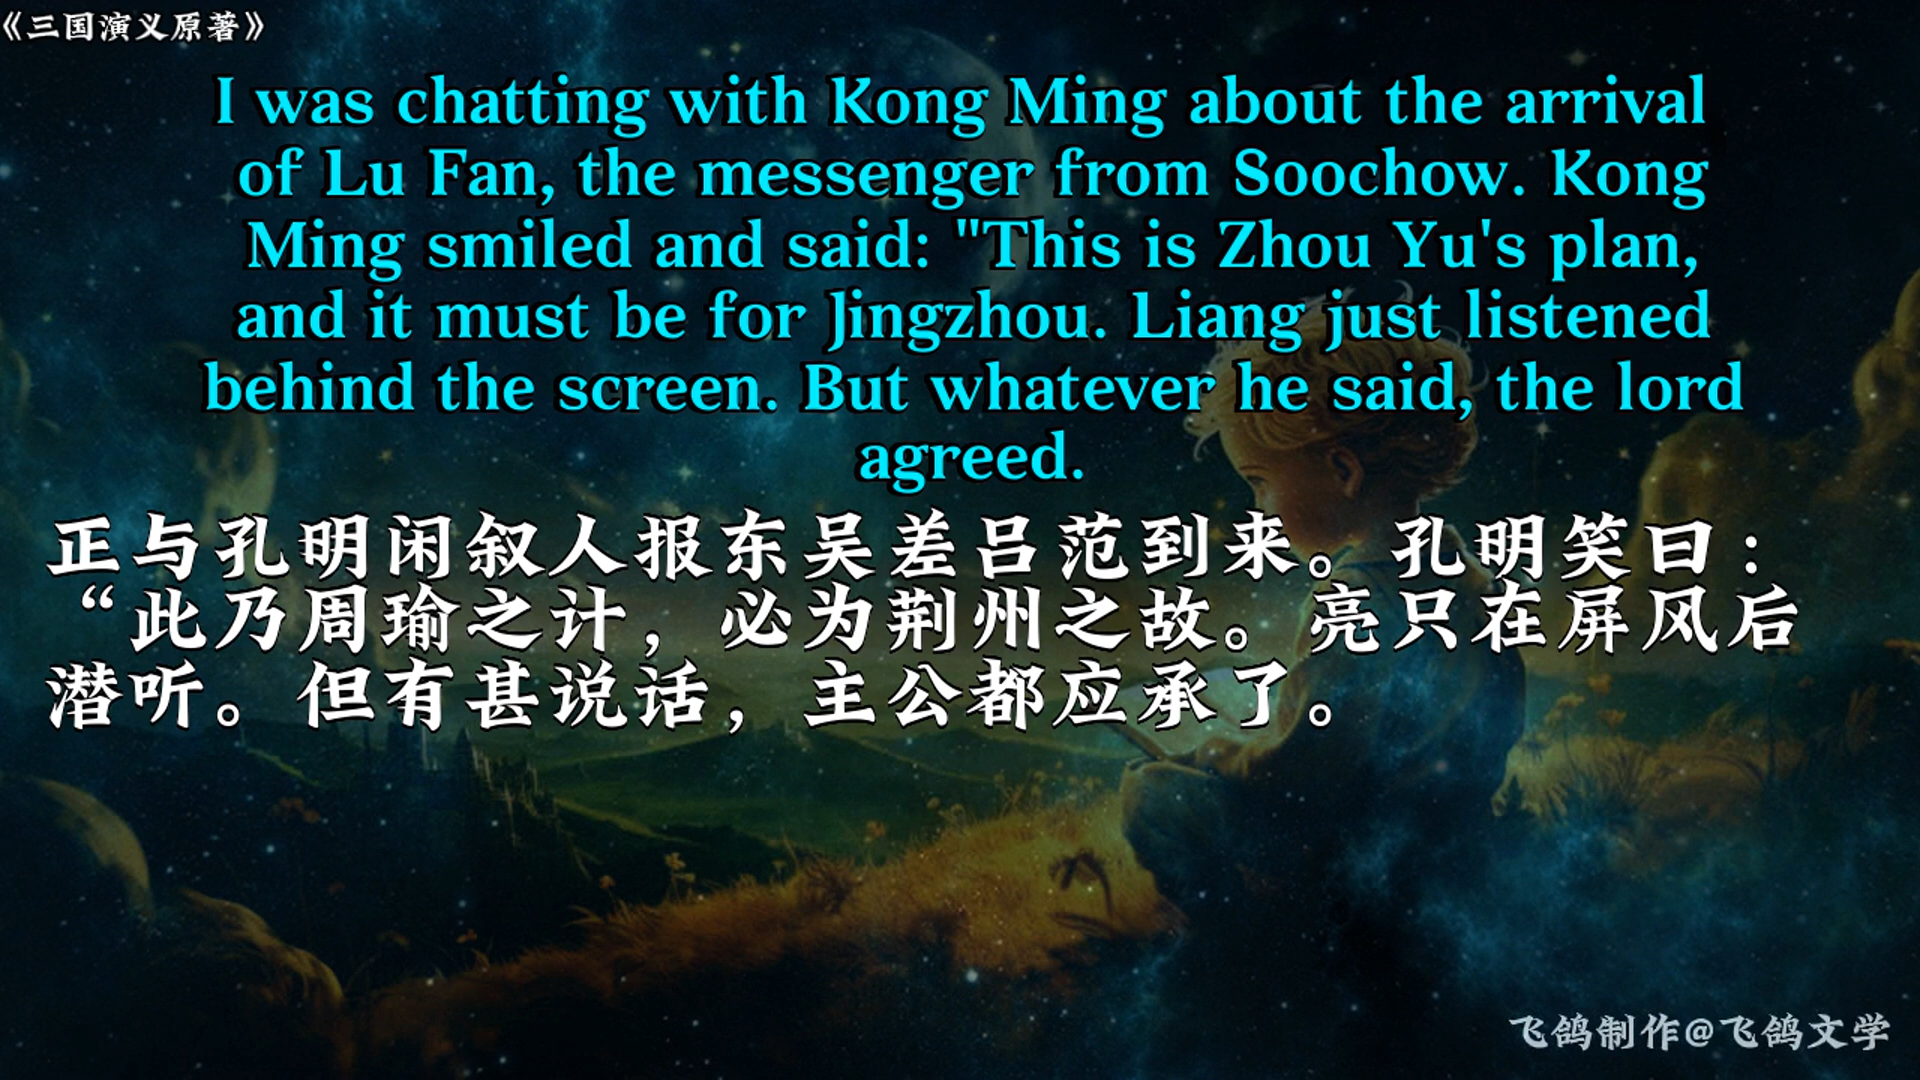 《三国演义原著》
I was chatting with Kong Ming about the arrival
of Lu Fan, the messenger from Soochow. Kong
Ming smiled and said: "This is Zhou Yu's plan,
and it must be for Jingzhou. Liang just listened
behind the screen. But whatever he said, the lord
agreed.
正与孔明闲叙人报东吴差吕范到来。孔明笑曰：
“此乃周瑜之计，必为荆州之故。亮只在屏风后
潜听。但有甚说话，主公都应承了。
飞鸽制作@飞鸽文学